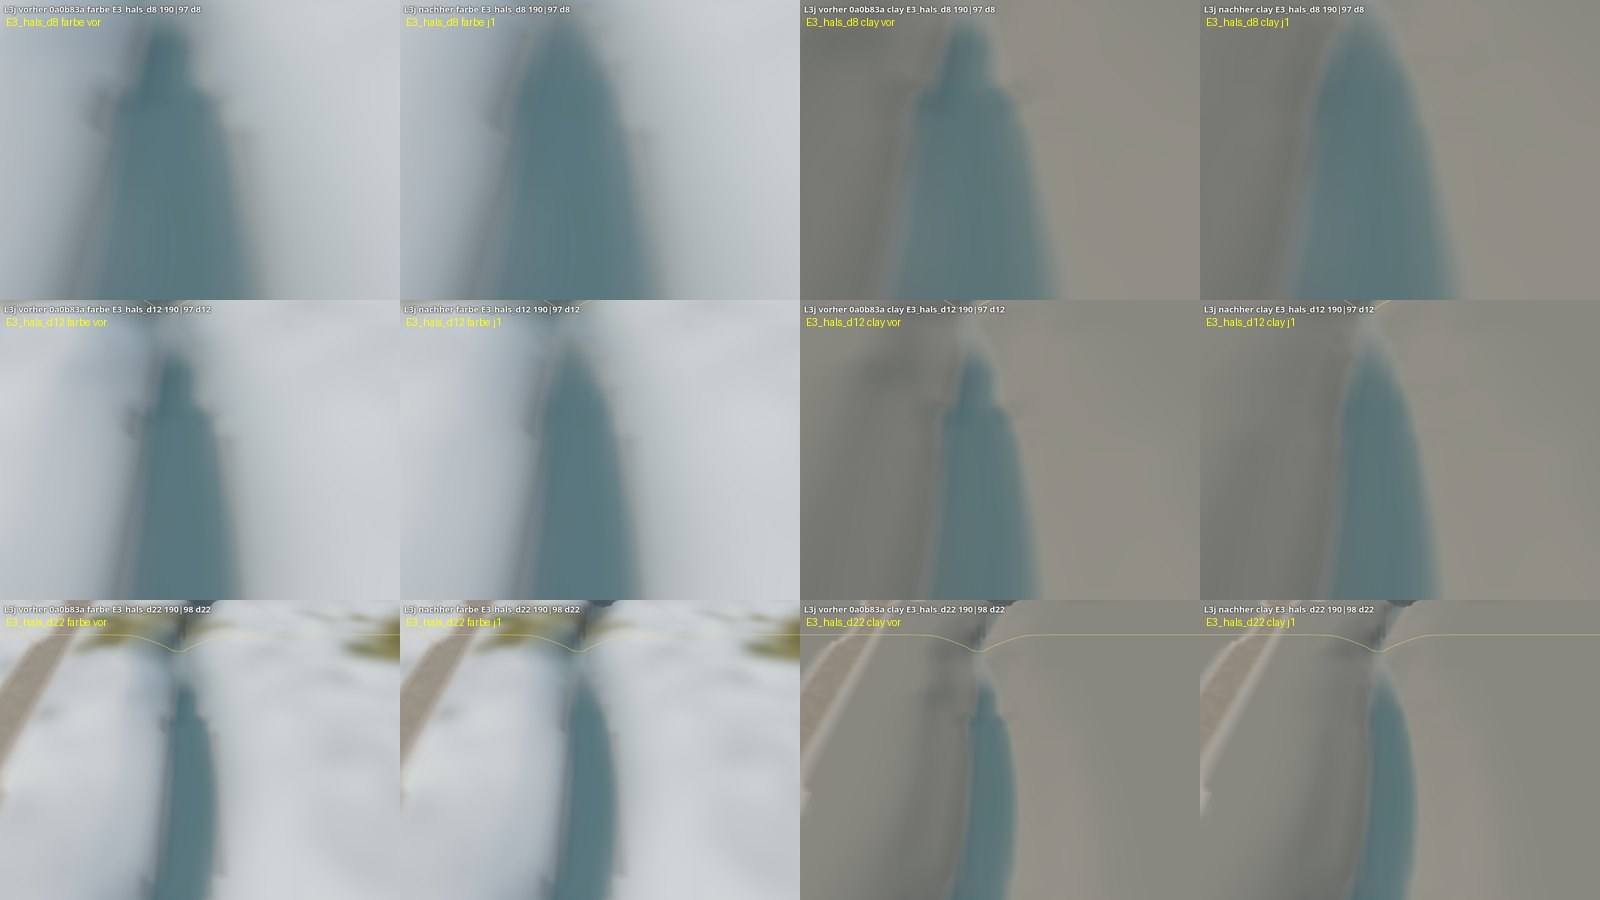 L3j vorher 0a0b83a farbe E3_hals_d8 190|97 d8
E3_hals_d8 farbe vor
L3j nachher farbe E3_hals_d8 190|97 d8
E3_hals_d8 farbe j1
L3j vorher 0a0b83a clay E3_hals_d8 190|97 d8
E3_hals_d8 clay vor
L3j nachher clay E3_hals_d8 190|97 d8
E3_hals_d8 clay j1
L3j vorher 0a0b83a farbe E3_hals_d12 190|97 d12
E3_hals_d12 farbe vor
L3j nachher farbe E3_hals_d12 190|97 d12
E3_hals_d12 farbe j1
L3j vorher 0a0b83a clay E3_hals_d12 190|97 d12
E3_hals_d12 clay vor
L3j nachher clay E3_hals_d12 190|97 d12
E3_hals_d12 clay j1
L3j vorher 0a0b83a farbe E3_hals_d22 190|98 d22
E3_hals_d22 farbe vor
L3j nachher farbe E3_hals_d22 190|98 d22
E3_hals_d22 farbe j1
L3j vorher 0a0b83a clay E3_hals_d22 190|98 d22
E3_hals_d22 clay vor
L3j nachher clay E3_hals_d22 190|98 d22
E3_hals_d22 clay j1